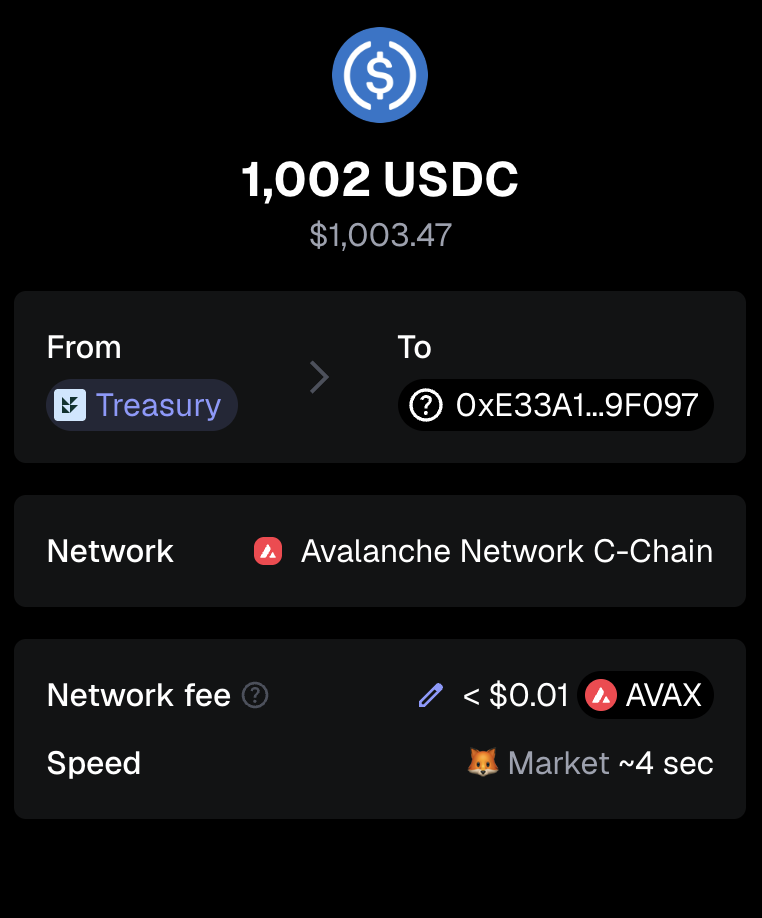 1,002 USDC
$1,003.47
From
To
Treasury
0xE33A1...9F097
Network
Avalanche Network C-Chain
Network fee
< $0.01 AVAX
Speed
Market ~4 sec